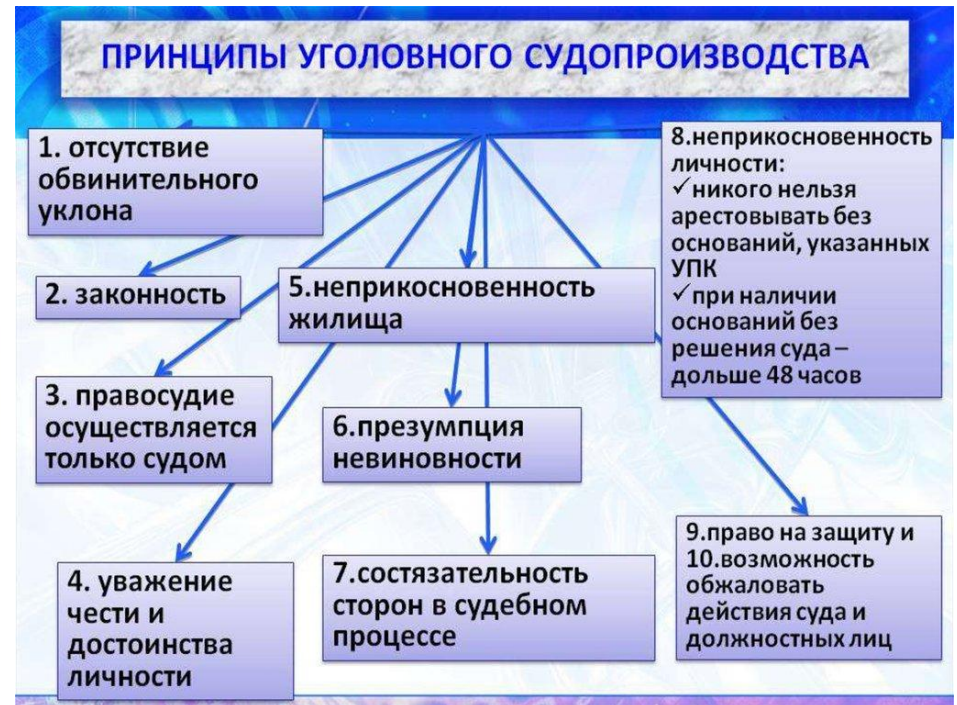 ПРИНЦИПЫ УГОЛОВНОГО СУДОПРОИЗВОДСТВА
1. отсутствие
обвинительного
уклона
2. законность
3. правосудие
осуществляется
только судом
4. уважение
чести и
достоинства
личности
5.неприкосновенность
жилища
6.презумпция
невиновности
7.состязательность
сторон в судебном
процессе
8.неприкосновенность
личности:
✓никого нельзя
арестовывать без
оснований, указанных
УПК
✓при наличии
оснований без
решения суда –
дольше 48 часов
9.право на защиту и
10.возможность
обжаловать
действия суда и
должностных лиц